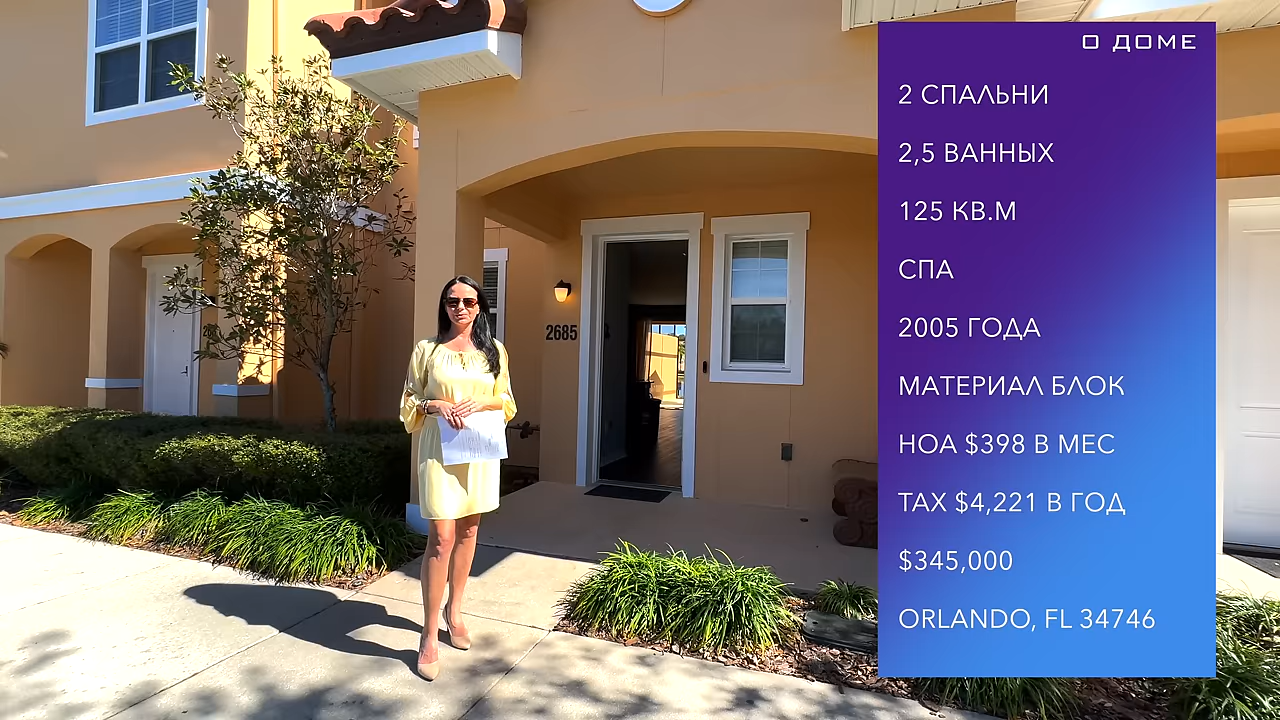 2685
О ДОМЕ
2 СПАЛЬНИ
2,5 ВАННЫХ
125 КВ.М
СПА
2005 ГОДА
МАТЕРИАЛ БЛОК
HOA $398 В МЕС
TAX $4,221 В ГОД
$345,000
ORLANDO, FL 34746